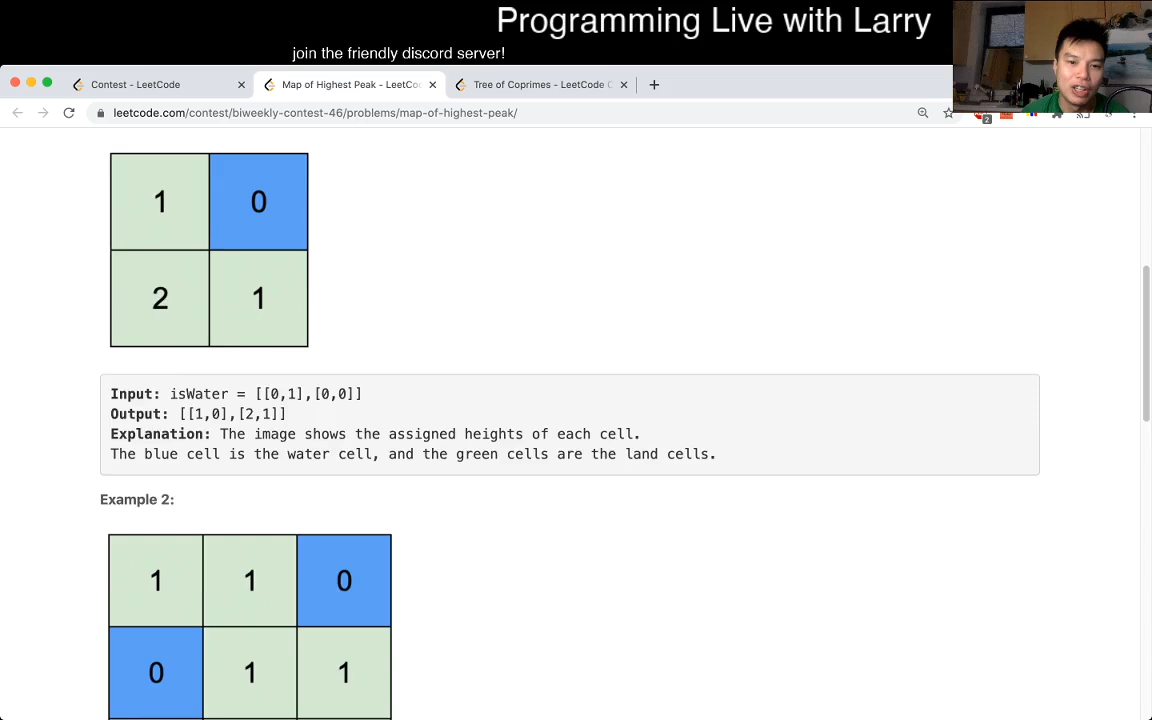 Programming Live with Larry
join the friendly discord server!
Contest - LeetCode
Map of Highest Peak - LeetCo
Tree of Coprimes - LeetCode C
leetcode.com/contest/biweekly-contest-46/problems/map-of-highest-peak/
2
1 0
2 1
Input: isWater = [[0,1],[0,0]]
Output: [[1,0],[2,1]]
Explanation: The image shows the assigned heights of each cell.
The blue cell is the water cell, and the green cells are the land cells.
Example 2:
1 1 0
0 1 1